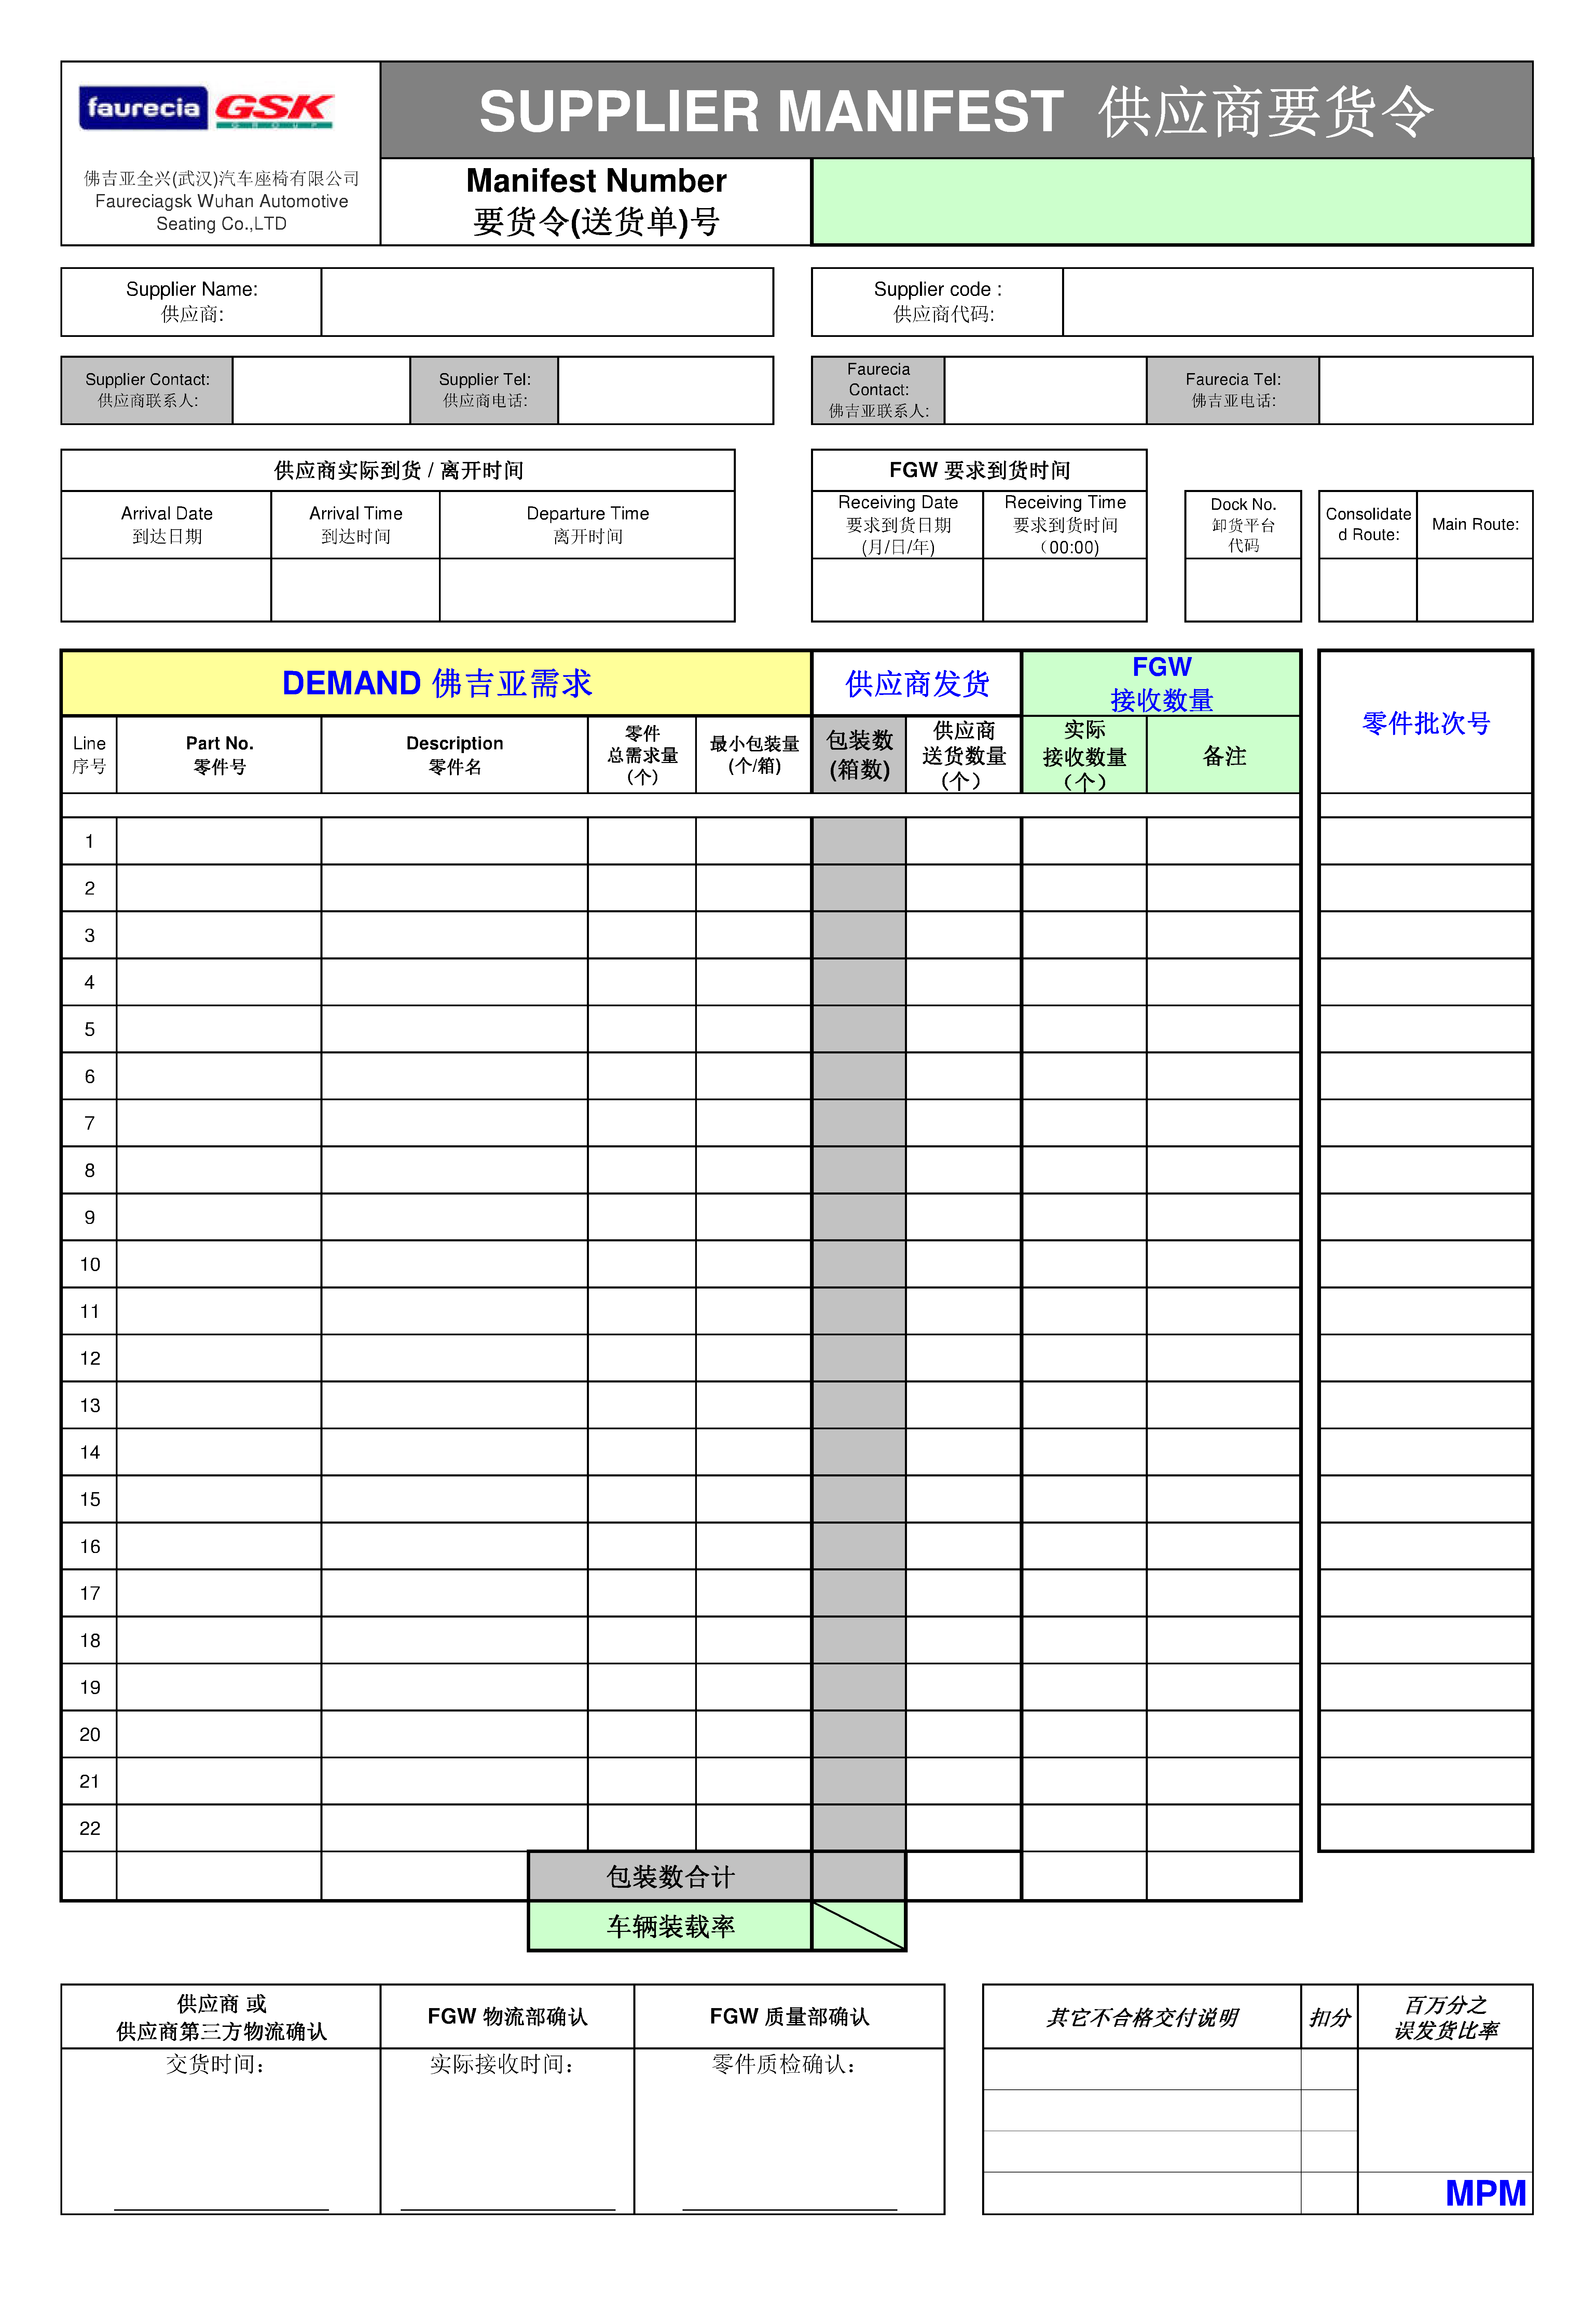 faurecia GSK
GROUP
佛吉亚全兴(武汉)汽车座椅有限公司
Faureciagsk Wuhan Automotive
Seating Co.,LTD
SUPPLIER MANIFEST 供应商要货令
Manifest Number
要货令(送货单)号
Supplier Name:
供应商:
Supplier code :
供应商代码:
Supplier Contact:
供应商联系人:
Supplier Tel:
供应商电话:
Faurecia
Contact:
佛吉亚联系人:
Faurecia Tel:
佛吉亚电话:
供应商实际到货 / 离开时间
Arrival Date
到达日期
Arrival Time
到达时间
Departure Time
离开时间
FGW 要求到货时间
Receiving Date
要求到货日期
(月/日/年)
Receiving Time
要求到货时间
（00:00)
Dock No.
卸货平台
代码
Consolidate
d Route:
Main Route:
DEMAND 佛吉亚需求
供应商发货
FGW
接收数量
零件批次号
Line
序号
Part No.
零件号
Description
零件名
零件
总需求量
（个）
最小包装量
(个/箱)
包装数
(箱数)
供应商
送货数量
（个）
实际
接收数量
（个）
备注
1
2
3
4
5
6
7
8
9
10
11
12
13
14
15
16
17
18
19
20
21
22
包装数合计
车辆装载率
供应商 或
供应商第三方物流确认
FGW 物流部确认
FGW 质量部确认
交货时间：
实际接收时间：
零件质检确认：
其它不合格交付说明
扣分
百万分之
误发货比率
MPM